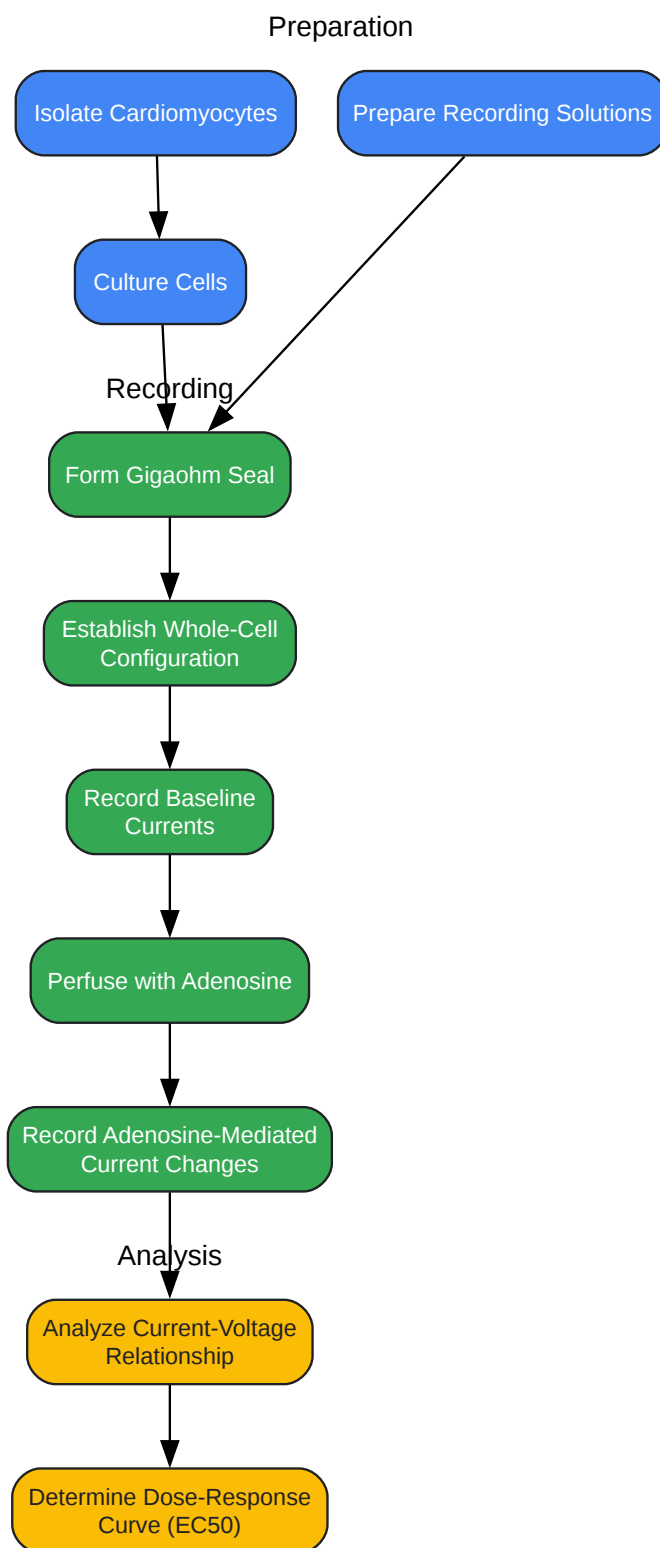 Preparation
Isolate Cardiomyocytes
Prepare Recording Solutions
Culture Cells
Recording
Form Gigaohm Seal
Establish Whole-Cell
Configuration
Record Baseline
Currents
Perfuse with Adenosine
Record Adenosine-Mediated
Current Changes
Analysis
Analyze Current-Voltage
Relationship
Determine Dose-Response
Curve (EC50)